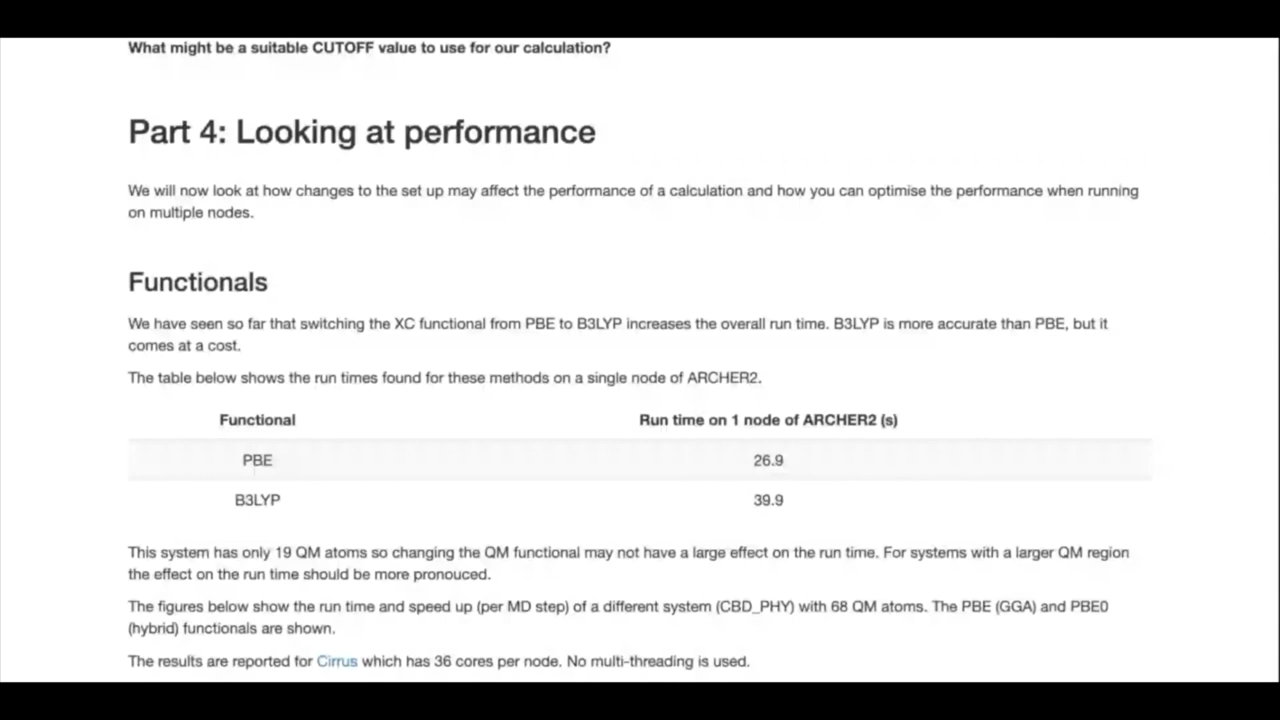 What might be a suitable CUTOFF value to use for our calculation?
Part 4: Looking at performance
We will now look at how changes to the set up may affect the performance of a calculation and how you can optimise the performance when running
on multiple nodes.
Functionals
We have seen so far that switching the XC functional from PBE to B3LYP increases the overall run time. B3LYP is more accurate than PBE, but it
comes at a cost.
The table below shows the run times found for these methods on a single node of ARCHER2.
Functional Run time on 1 node of ARCHER2 (s)
PBE 26.9
B3LYP 39.9
This system has only 19 QM atoms so changing the QM functional may not have a large effect on the run time. For systems with a larger QM region
the effect on the run time should be more pronouced.
The figures below show the run time and speed up (per MD step) of a different system (CBD_PHY) with 68 QM atoms. The PBE (GGA) and PBE0
(hybrid) functionals are shown.
The results are reported for Cirrus which has 36 cores per node. No multi-threading is used.